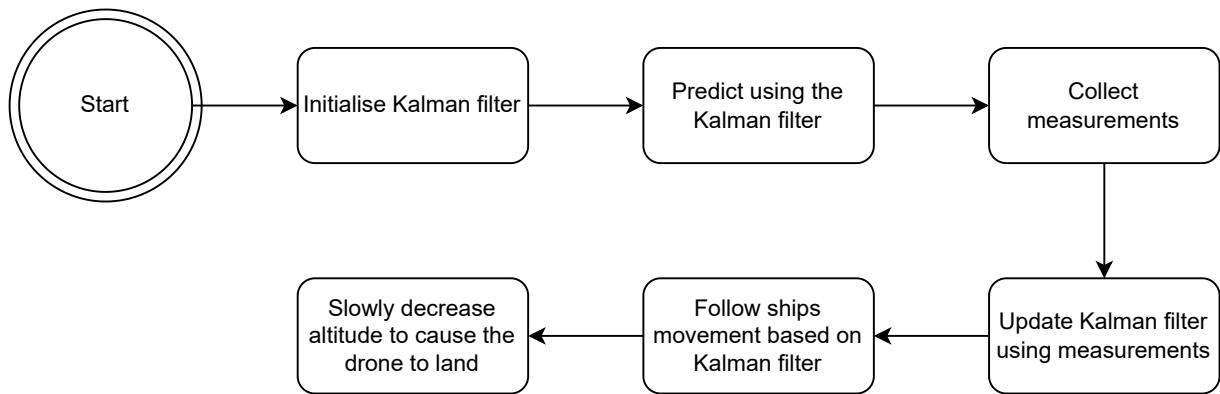 Start
Initialise Kalman filter
Predict using the
Kalman filter
Collect
measurements
Update Kalman filter
using measurements
Follow ships
movement based on
Kalman filter
Slowly decrease
altitude to cause the
drone to land